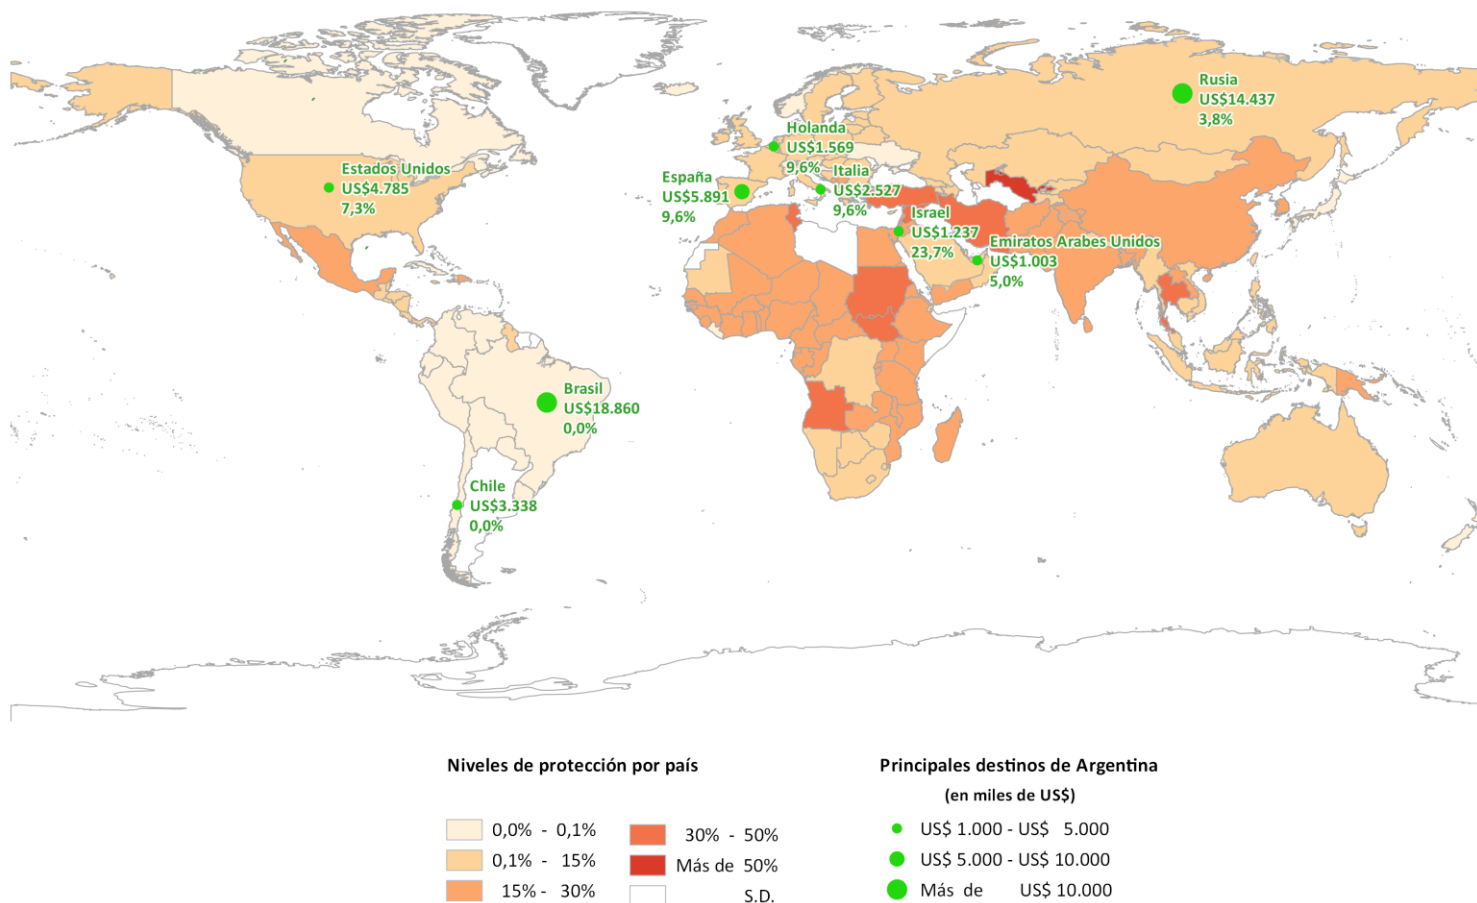 Rusia
US$14.437
3,8%
Holanda
US$1.569
9,6%
Estados Unidos
US$4.785
7,3%
España
US$5.891
9,6%
Italia
US$2.527
9,6%
Israel
US$1.237
23,7%
Emiratos Arabes Unidos
US$1.003
5,0%
Brasil
US$18.860
0,0%
Chile
US$3.338
0,0%
Niveles de protección por país
0,0% - 0,1%
0,1% - 15%
15% - 30%
30% - 50%
Más de 50%
S.D.
Principales destinos de Argentina
(en miles de US$)
US$ 1.000 - US$ 5.000
US$ 5.000 - US$ 10.000
Más de US$ 10.000